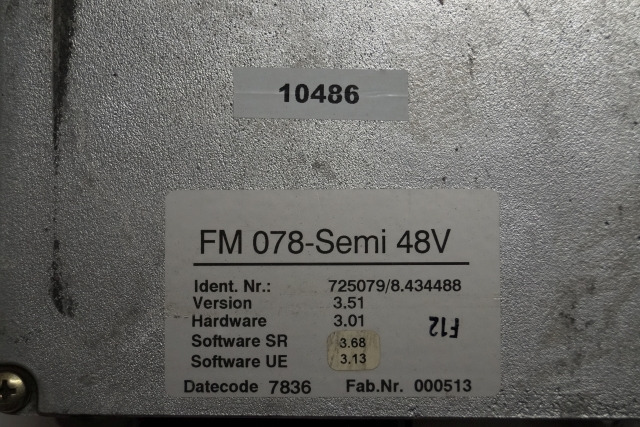 10486
FM 078-Semi 48V
Ident. Nr.: 725079/8.434488
Version 3.51
Hardware 3.01
F12
Software SR 3.68
Software UE 3.13
Datecode 7836 Fab.Nr. 000513